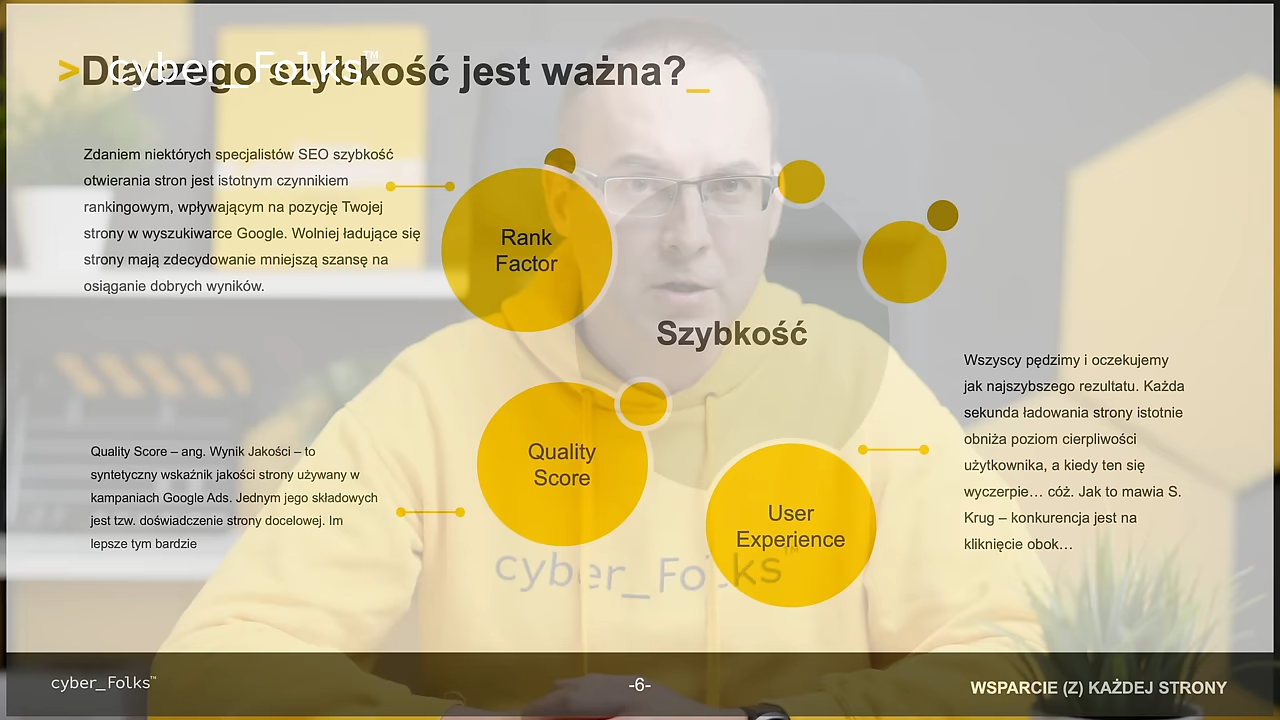 >Dlaczego szybkość jest ważna?_
cyber_Folks™
Zdaniem niektórych specjalistów SEO szybkość
otwierania stron jest istotnym czynnikiem
rankingowym, wpływającym na pozycję Twojej
strony w wyszukiwarce Google. Wolniej ładujące się
strony mają zdecydowanie mniejszą szansę na
osiąganie dobrych wyników.
Rank
Factor
Szybkość
Quality Score – ang. Wynik Jakości – to
syntetyczny wskaźnik jakości strony używany w
kampaniach Google Ads. Jednym jego składowych
jest tzw. doświadczenie strony docelowej. Im
lepsze tym bardzie
Quality
Score
User
Experience
Wszyscy pędzimy i oczekujemy
jak najszybszego rezultatu. Każda
sekunda ładowania strony istotnie
obniża poziom cierpliwości
użytkownika, a kiedy ten się
wyczerpie… cóż. Jak to mawia S.
Krug – konkurencja jest na
kliknięcie obok…
cyber_Folks™
cyber_Folks™
-6-
WSPARCIE (Z) KAŻDEJ STRONY